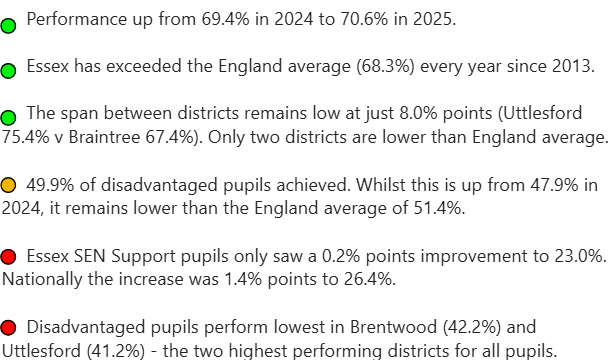 Performance up from 69.4% in 2024 to 70.6% in 2025.
Essex has exceeded the England average (68.3%) every year since 2013.
The span between districts remains low at just 8.0% points (Uttlesford
75.4% v Braintree 67.4%). Only two districts are lower than England average.
49.9% of disadvantaged pupils achieved. Whilst this is up from 47.9% in
2024, it remains lower than the England average of 51.4%.
Essex SEN Support pupils only saw a 0.2% points improvement to 23.0%.
Nationally the increase was 1.4% points to 26.4%.
Disadvantaged pupils perform lowest in Brentwood (42.2%) and
Uttlesford (41.2%) - the two highest performing districts for all pupils.